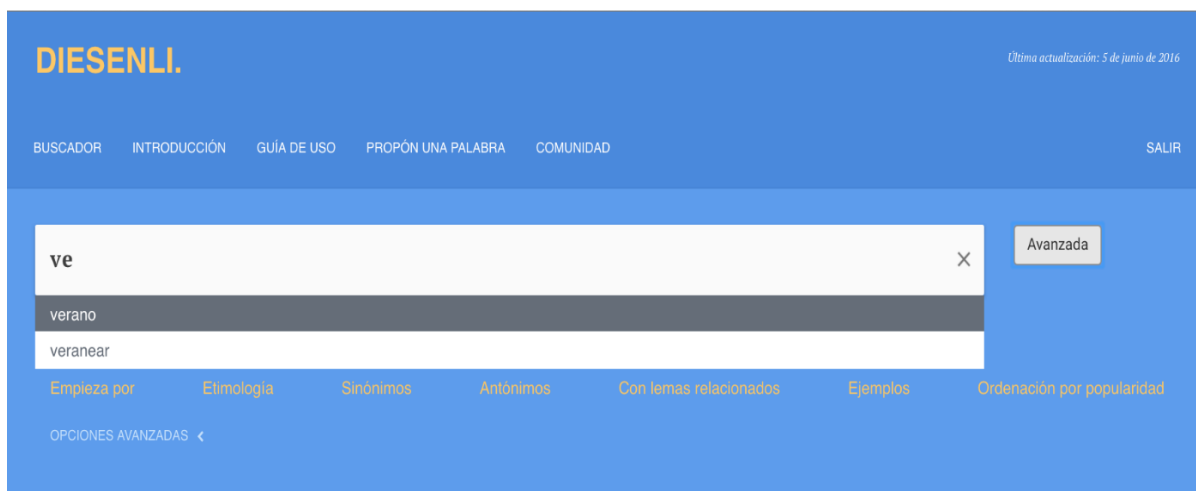 DIESENLI.
Última actualización: 5 de junio de 2016
BUSCADOR INTRODUCCIÓN GUÍA DE USO PROPÓN UNA PALABRA COMUNIDAD SALIR
ve ✕ Avanzada
verano
veranear
Empieza por Etimología Sinónimos Antónimos Con lemas relacionados Ejemplos Ordenación por popularidad
OPCIONES AVANZADAS ‹